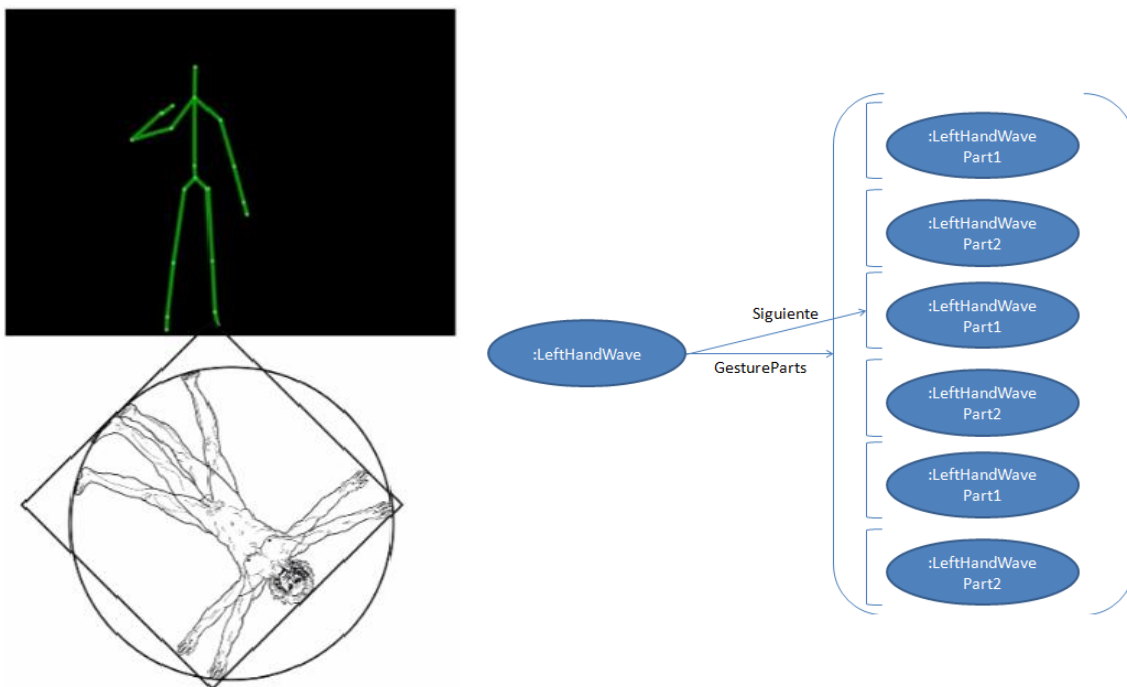 :LeftHandWave
Siguiente
GestureParts
:LeftHandWave
Part1
:LeftHandWave
Part2
:LeftHandWave
Part1
:LeftHandWave
Part2
:LeftHandWave
Part1
:LeftHandWave
Part2